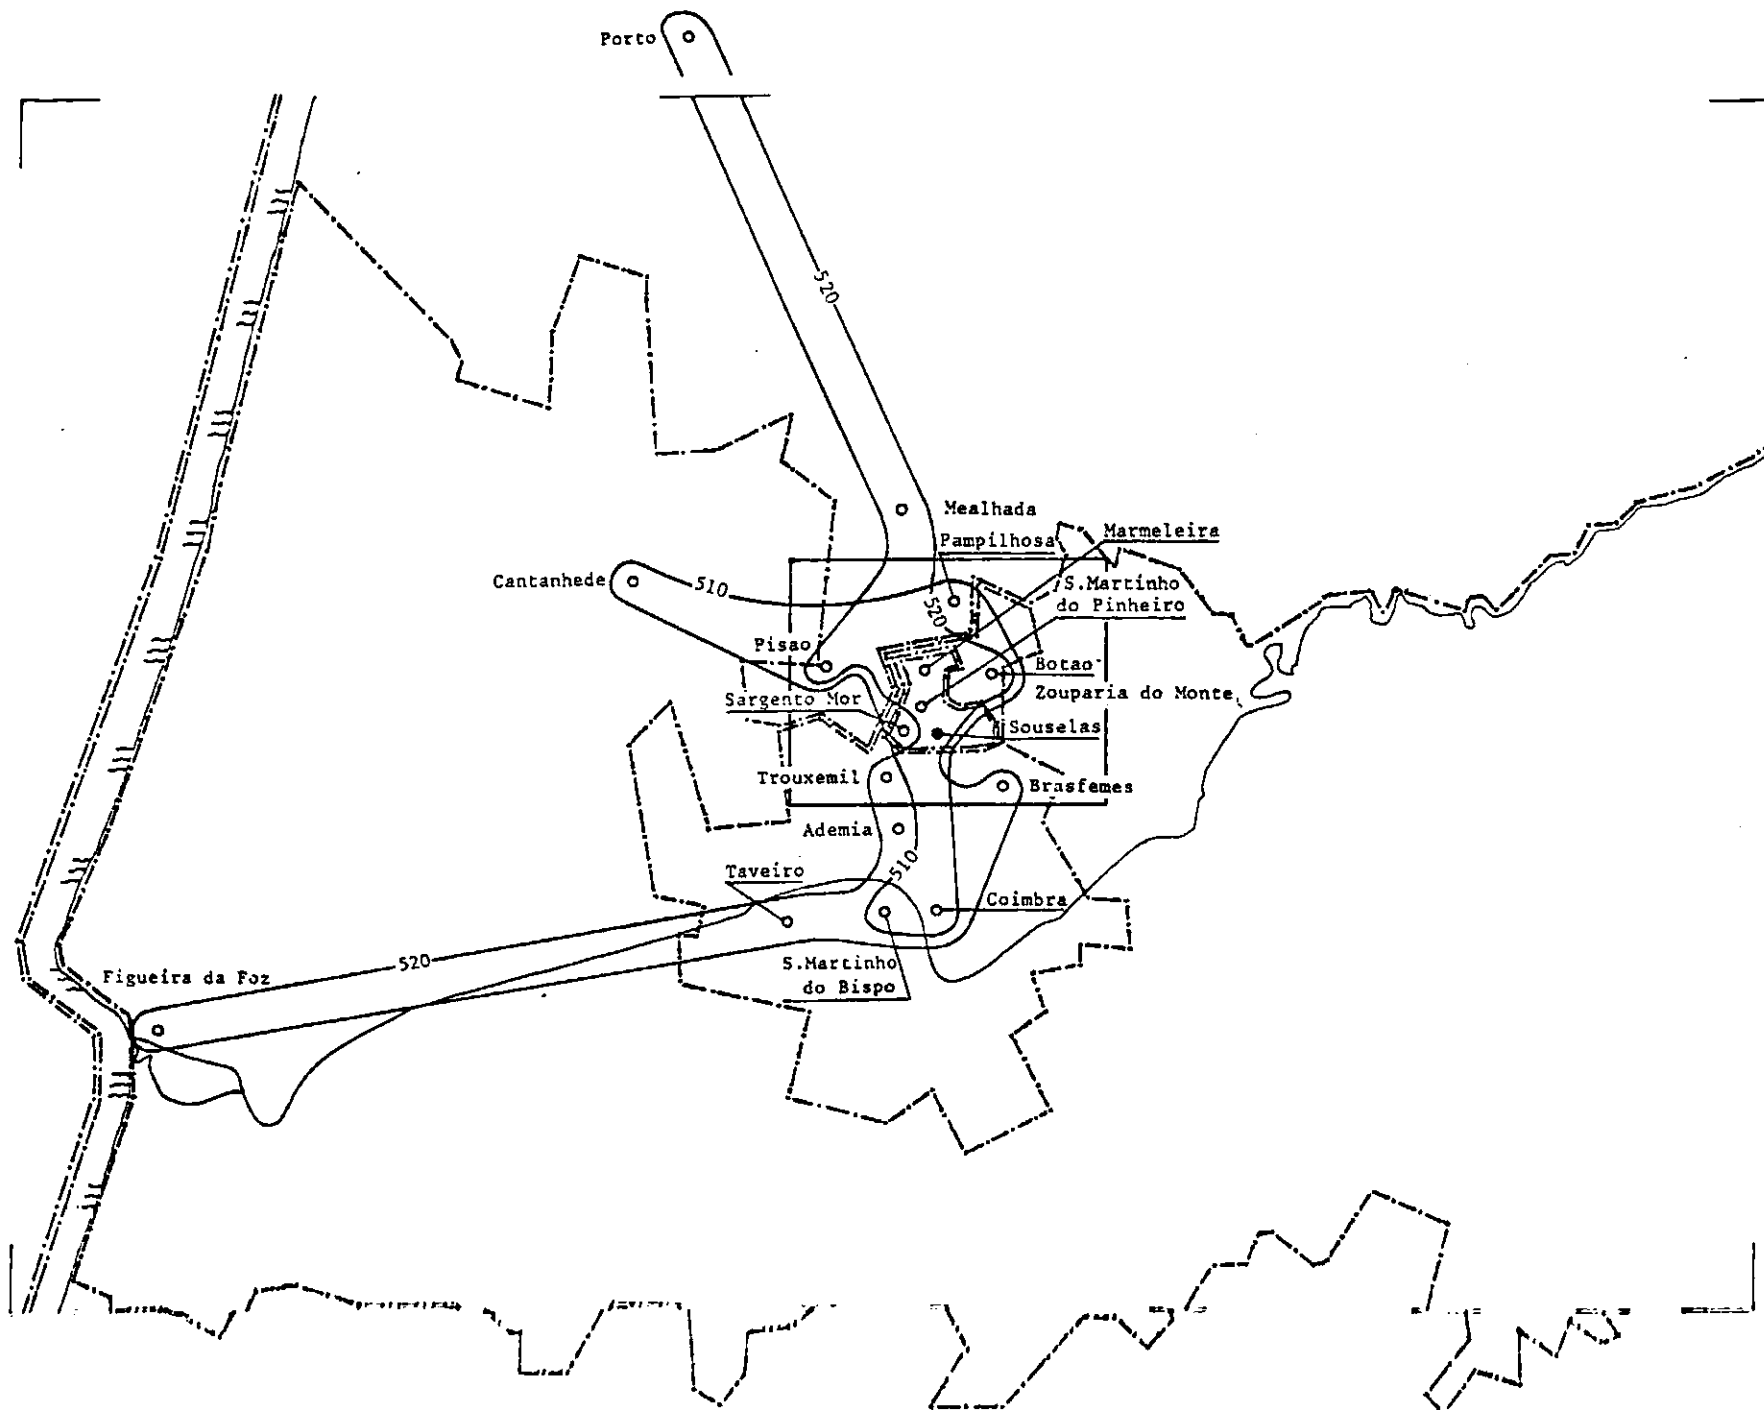 Porto
520
Mealhada
Marmeleira
Pampilhosa
Cantanhede
510
S.Martinho
do Pinheiro
520
Pisao
Botao
Zouparia do Monte
Sargento Mor
Souselas
Trouxemil
Brasfemes
Ademia
510
Taveiro
Coimbra
520
S.Martinho
do Bispo
Figueira da Foz